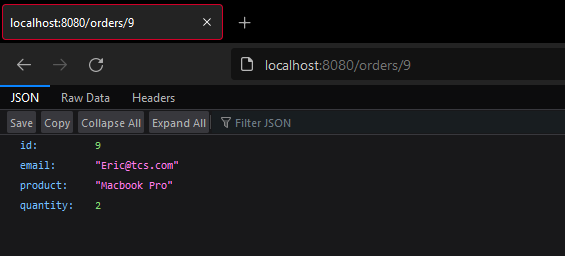 localhost:8080/orders/9
localhost:8080/orders/9
JSON Raw Data Headers
Save Copy Collapse All Expand All Filter JSON
id: 9
email: "Eric@tcs.com"
product: "Macbook Pro"
quantity: 2